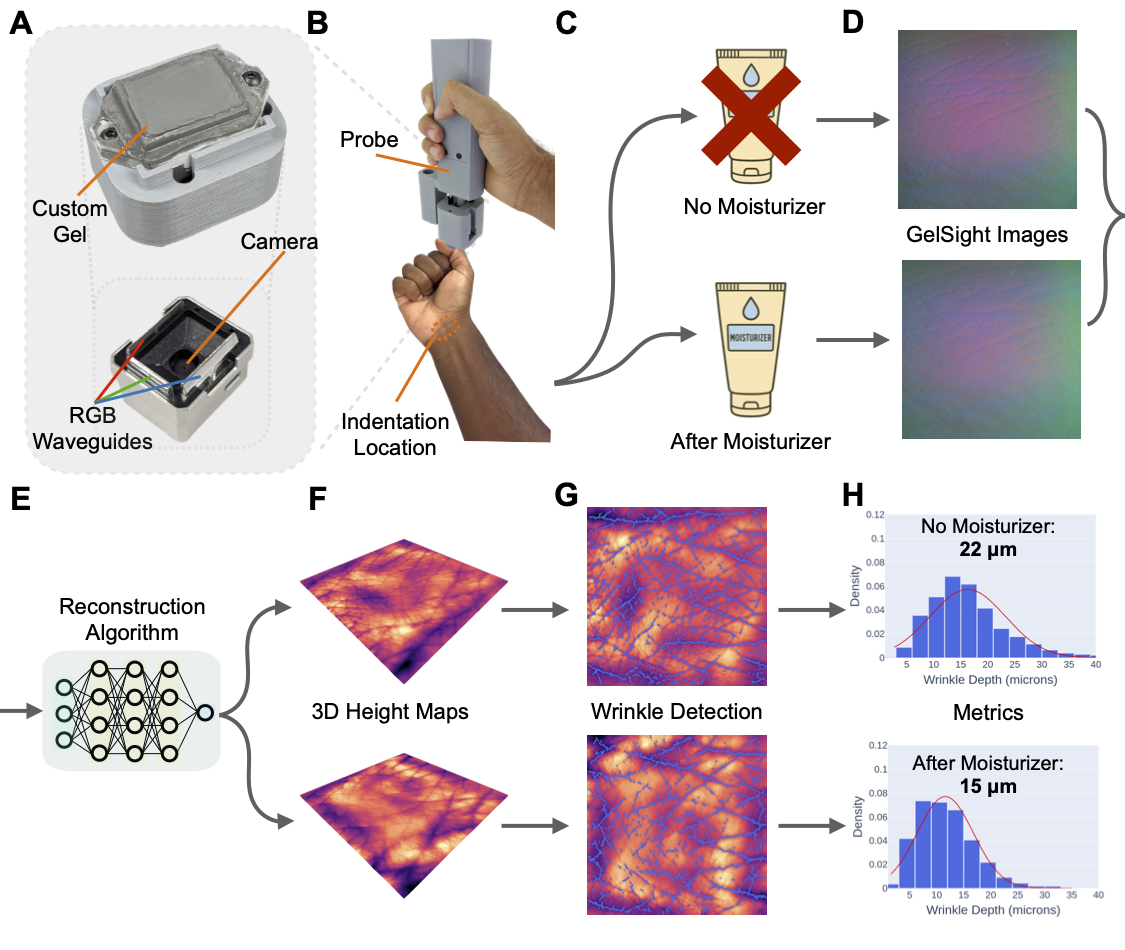 A
B
C
D
Custom
Gel
Camera
RGB
Waveguides
Probe
Indentation
Location
No Moisturizer
MOISTURIZER
After Moisturizer
GelSight Images
E
F
G
H
Reconstruction
Algorithm
3D Height Maps
Wrinkle Detection
Metrics
No Moisturizer:
22 µm
0.12
0.1
0.08
0.06
0.04
0.02
0
Density
5 10 15 20 25 30 35 40
Wrinkle Depth (microns)
After Moisturizer:
15 µm
0.12
0.1
0.08
0.06
0.04
0.02
0
Density
5 10 15 20 25 30 35 40
Wrinkle Depth (microns)